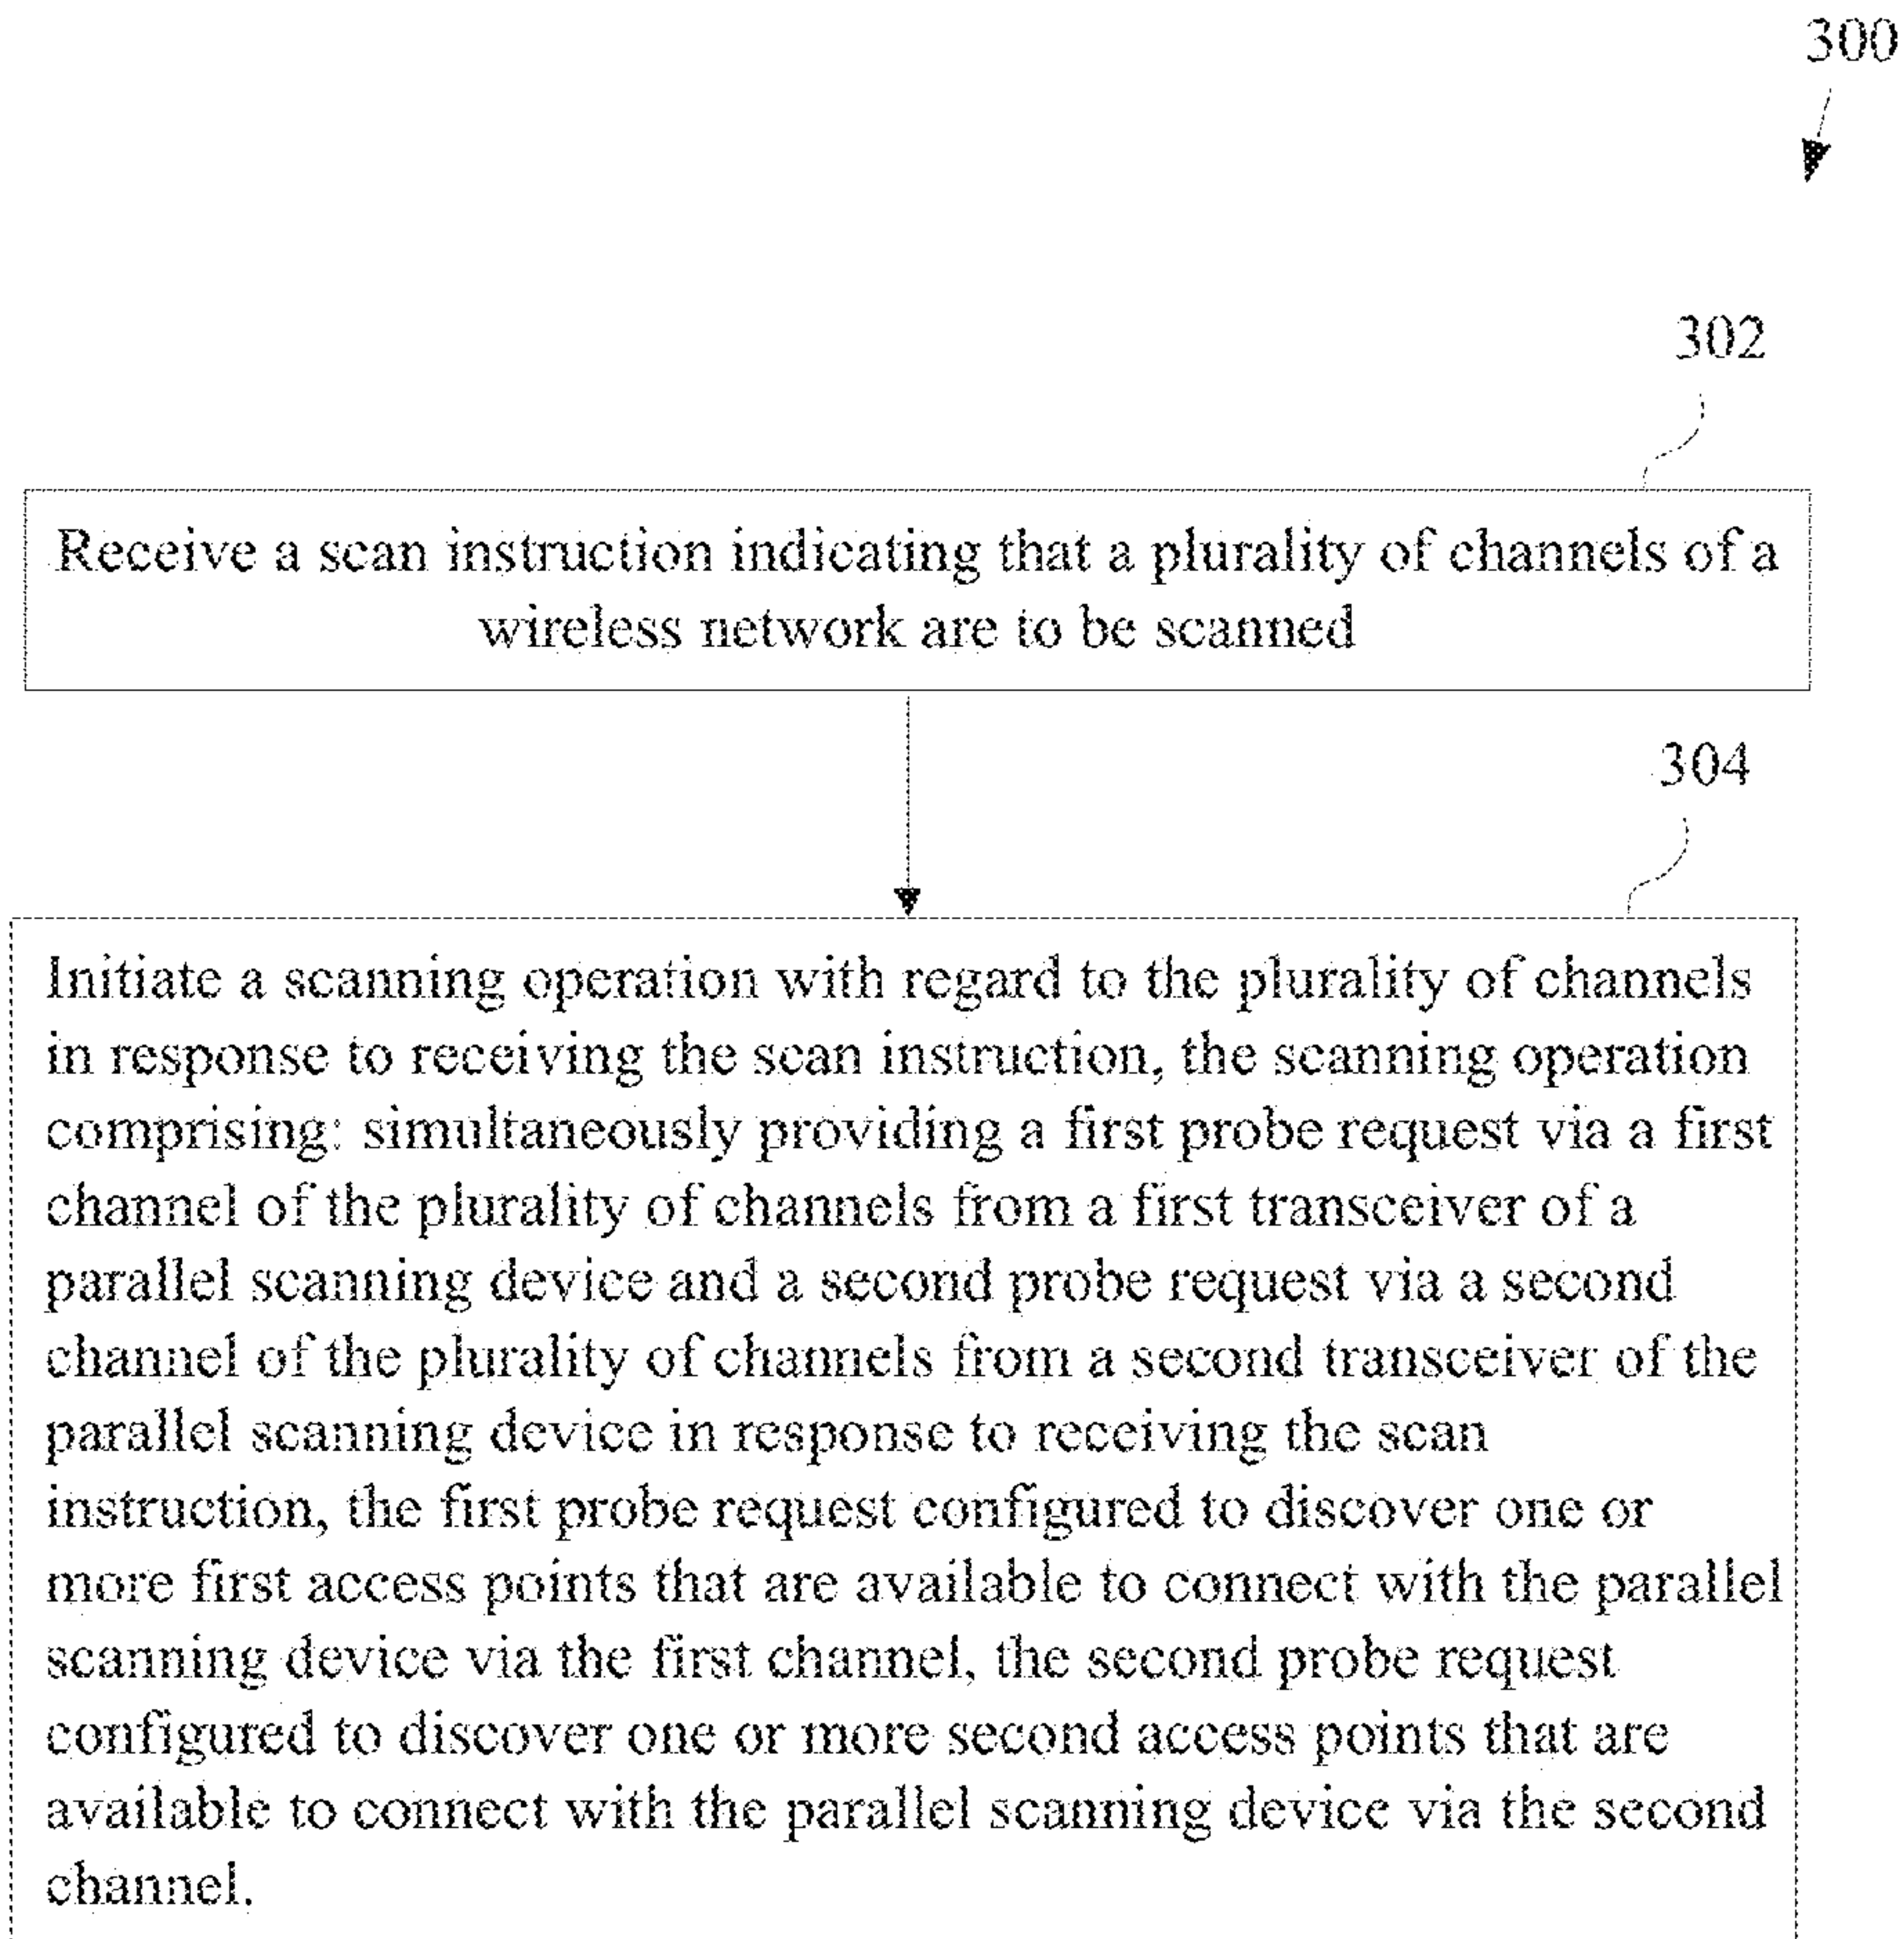 300
302
Receive a scan instruction indicating that a plurality of channels of a
wireless network are to be scanned
304
Initiate a scanning operation with regard to the plurality of channels
in response to receiving the scan instruction, the scanning operation
comprising: simultaneously providing a first probe request via a first
channel of the plurality of channels from a first transceiver of a
parallel scanning device and a second probe request via a second
channel of the plurality of channels from a second transceiver of the
parallel scanning device in response to receiving the scan
instruction, the first probe request configured to discover one or
more first access points that are available to connect with the parallel
scanning device via the first channel, the second probe request
configured to discover one or more second access points that are
available to connect with the parallel scanning device via the second
channel.